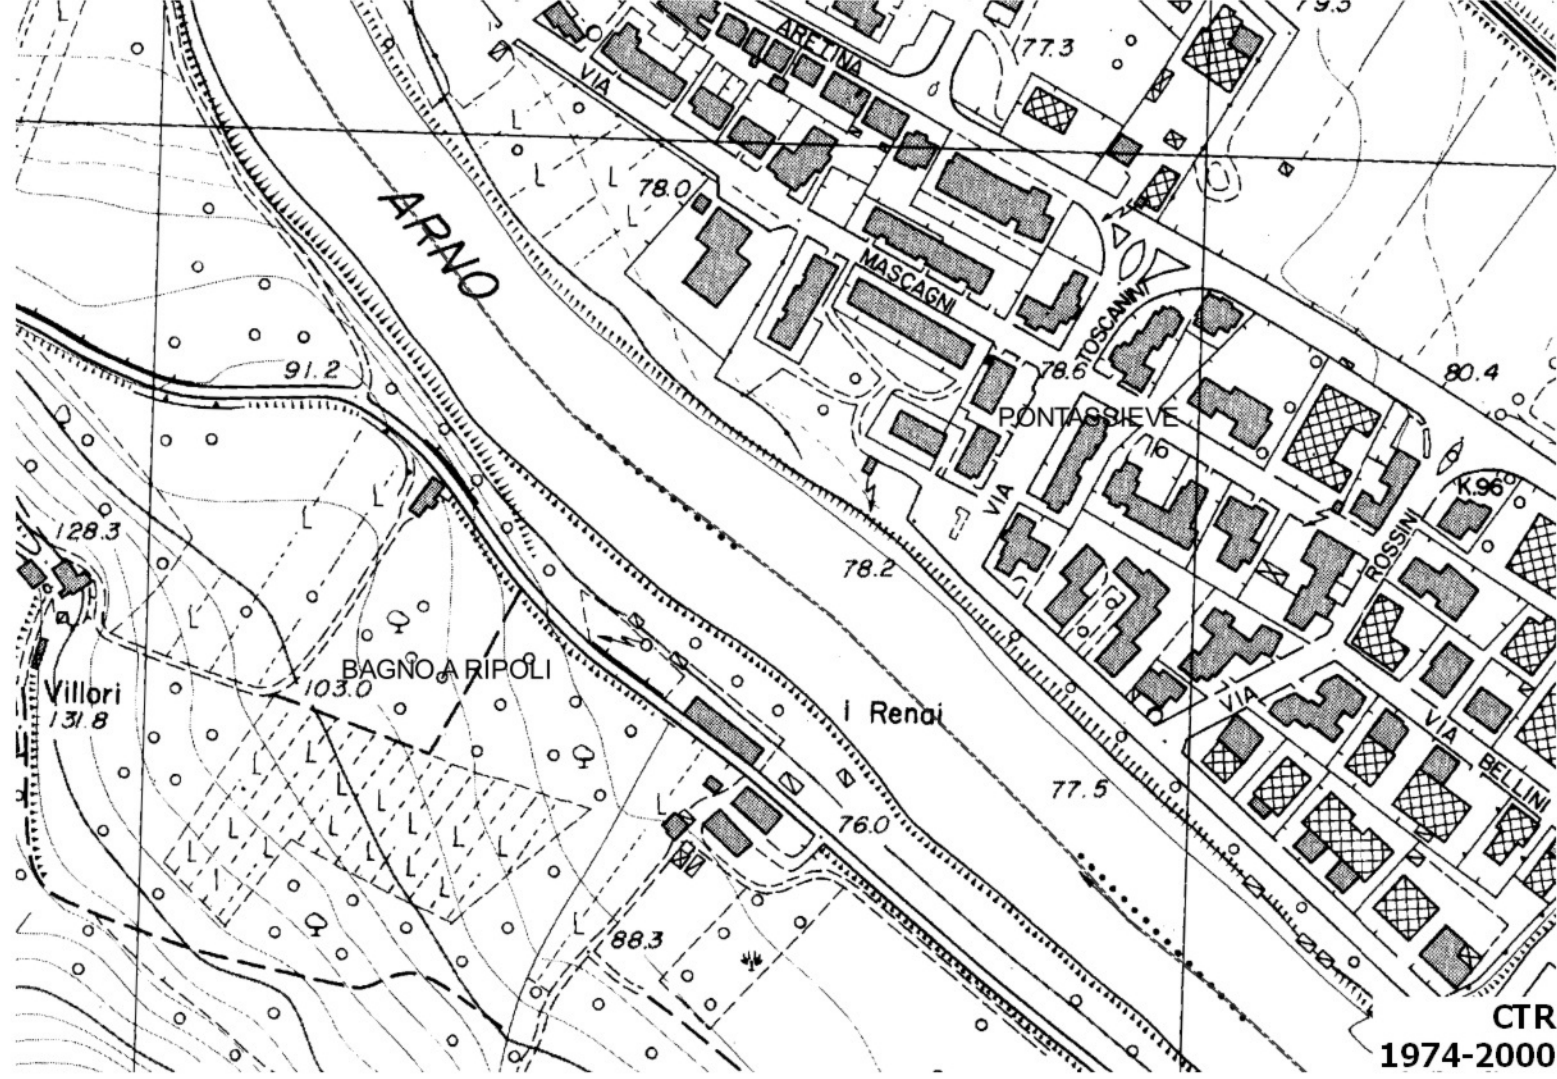 79.3
ARETINA
77.3
VIA
78.0
ARNO
MASCAGNI
TOSCANINI
91.2
78.6
80.4
PONTASSIEVE
76
K.96
VIA
128.3
78.2
ROSSINI
BAGNO A RIPOLI
103.0
Villori
131.8
I Renai
VIA
VIA
BELLINI
77.5
76.0
88.3
CTR
1974-2000